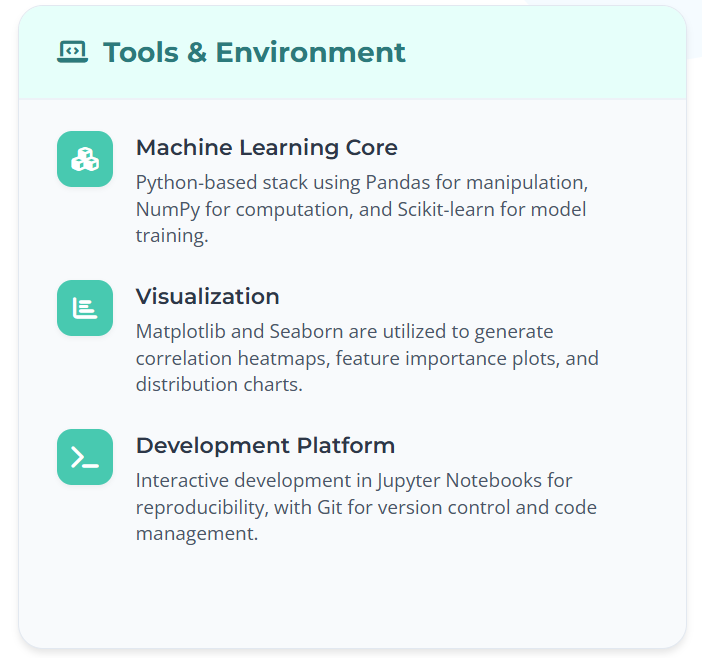 Tools & Environment
Machine Learning Core
Python-based stack using Pandas for manipulation,
NumPy for computation, and Scikit-learn for model
training.
Visualization
Matplotlib and Seaborn are utilized to generate
correlation heatmaps, feature importance plots, and
distribution charts.
Development Platform
Interactive development in Jupyter Notebooks for
reproducibility, with Git for version control and code
management.